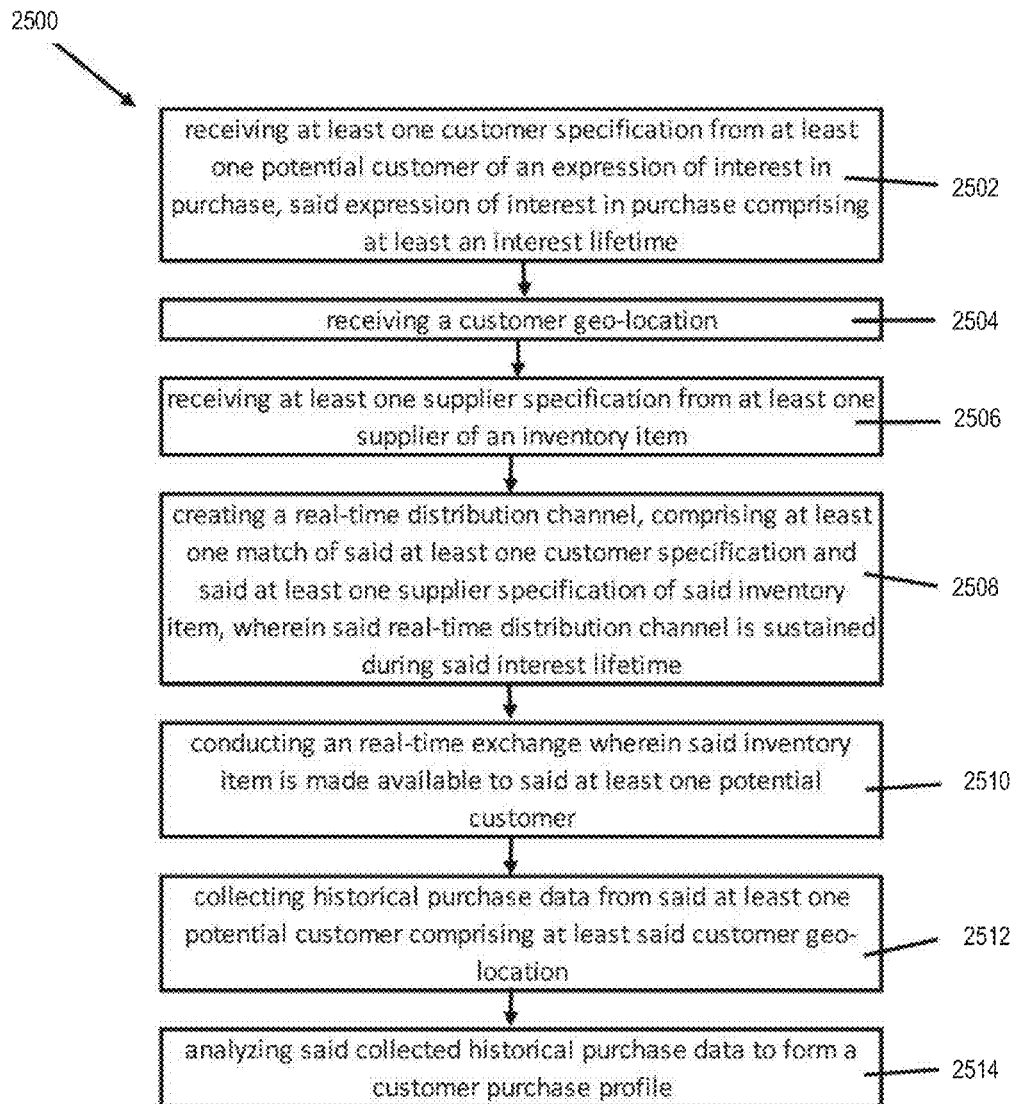 2500
receiving at least one customer specification from at least
one potential customer of an expression of interest in
purchase, said expression of interest in purchase comprising
at least an interest lifetime
2502
receiving a customer geo-location
2504
receiving at least one supplier specification from at least one
supplier of an inventory item
2506
creating a real-time distribution channel, comprising at least
one match of said at least one customer specification and
said at least one supplier specification of said inventory
item, wherein said real-time distribution channel is sustained
during said interest lifetime
2508
conducting an real-time exchange wherein said inventory
item is made available to said at least one potential
customer
2510
collecting historical purchase data from said at least one
potential customer comprising at least said customer geo-
location
2512
analyzing said collected historical purchase data to form a
customer purchase profile
2514